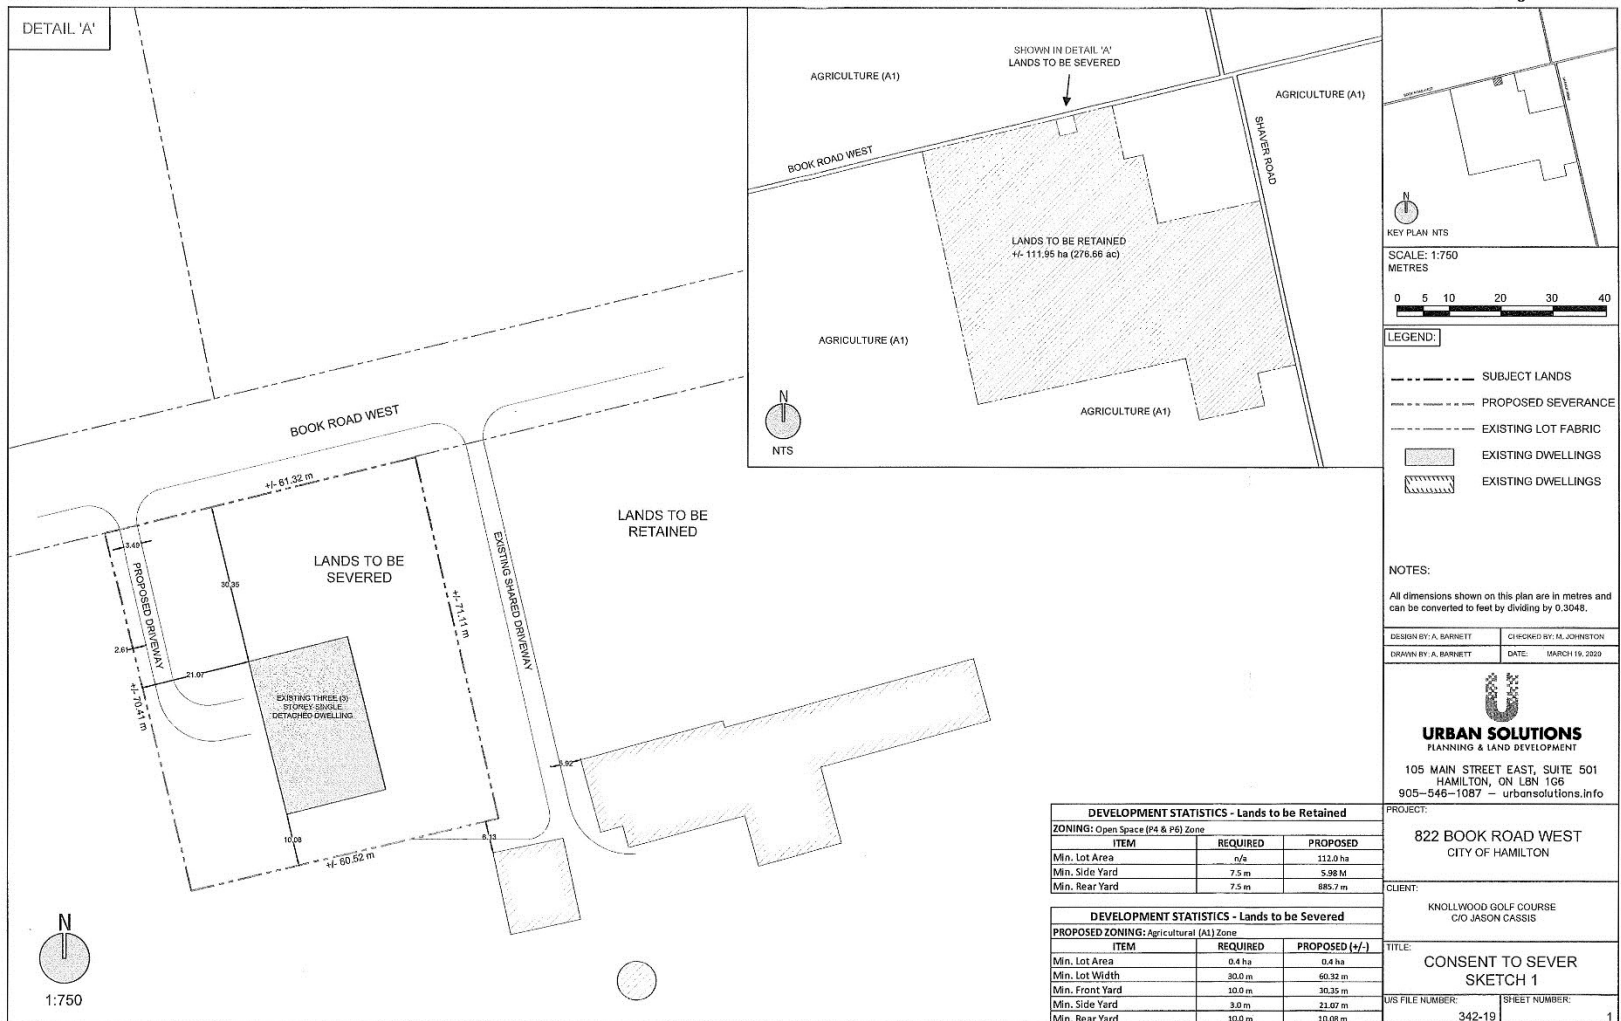 DETAIL 'A'
BOOK ROAD WEST
+/- 61.32 m
LANDS TO BE
SEVERED
LANDS TO BE
RETAINED
3.40
30.35
PROPOSED DRIVEWAY
EXISTING SHARED DRIVEWAY
+/- 71.11 m
2.61
21.07
+/- 70.41 m
EXISTING THREE (3)
STOREY SINGLE
DETACHED DWELLING
5.92
10.08
6.13
+/- 60.52 m
N
1:750
SHOWN IN DETAIL 'A'
LANDS TO BE SEVERED
AGRICULTURE (A1)
AGRICULTURE (A1)
BOOK ROAD WEST
SHAVER ROAD
LANDS TO BE RETAINED
+/- 111.95 ha (276.66 ac)
AGRICULTURE (A1)
AGRICULTURE (A1)
N
NTS
N
KEY PLAN NTS
SCALE: 1:750
METRES
0 5 10 20 30 40
LEGEND:
SUBJECT LANDS
PROPOSED SEVERANCE
EXISTING LOT FABRIC
EXISTING DWELLINGS
EXISTING DWELLINGS
NOTES:
All dimensions shown on this plan are in metres and
can be converted to feet by dividing by 0.3048.
DESIGN BY: A. BARNETT CHECKED BY: M. JOHNSTON
DRAWN BY: A. BARNETT DATE: MARCH 19, 2020
URBAN SOLUTIONS
PLANNING & LAND DEVELOPMENT
105 MAIN STREET EAST, SUITE 501
HAMILTON, ON L8N 1G6
905-546-1087 - urbansolutions.info
PROJECT:
822 BOOK ROAD WEST
CITY OF HAMILTON
CLIENT:
KNOLLWOOD GOLF COURSE
C/O JASON CASSIS
TITLE:
CONSENT TO SEVER
SKETCH 1
U/S FILE NUMBER: SHEET NUMBER:
342-19 1
DEVELOPMENT STATISTICS - Lands to be Retained
ZONING: Open Space (P4 & P6) Zone
ITEM REQUIRED PROPOSED
Min. Lot Area n/a 112.0 ha
Min. Side Yard 7.5 m 5.98 M
Min. Rear Yard 7.5 m 885.7 m
DEVELOPMENT STATISTICS - Lands to be Severed
PROPOSED ZONING: Agricultural (A1) Zone
ITEM REQUIRED PROPOSED (+/-)
Min. Lot Area 0.4 ha 0.4 ha
Min. Lot Width 30.0 m 60.32 m
Min. Front Yard 10.0 m 30.35 m
Min. Side Yard 3.0 m 21.07 m
Min. Rear Yard 10.0 m 10.08 m